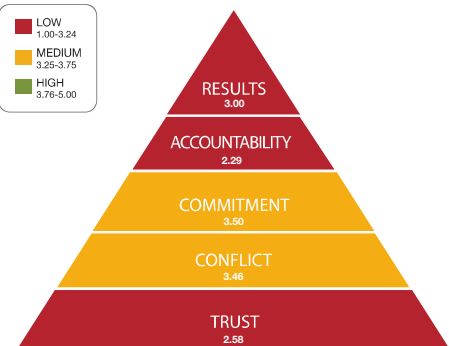 LOW
1.00-3.24
MEDIUM
3.25-3.75
HIGH
3.76-5.00
RESULTS
3.00
ACCOUNTABILITY
2.29
COMMITMENT
3.50
CONFLICT
3.46
TRUST
2.58